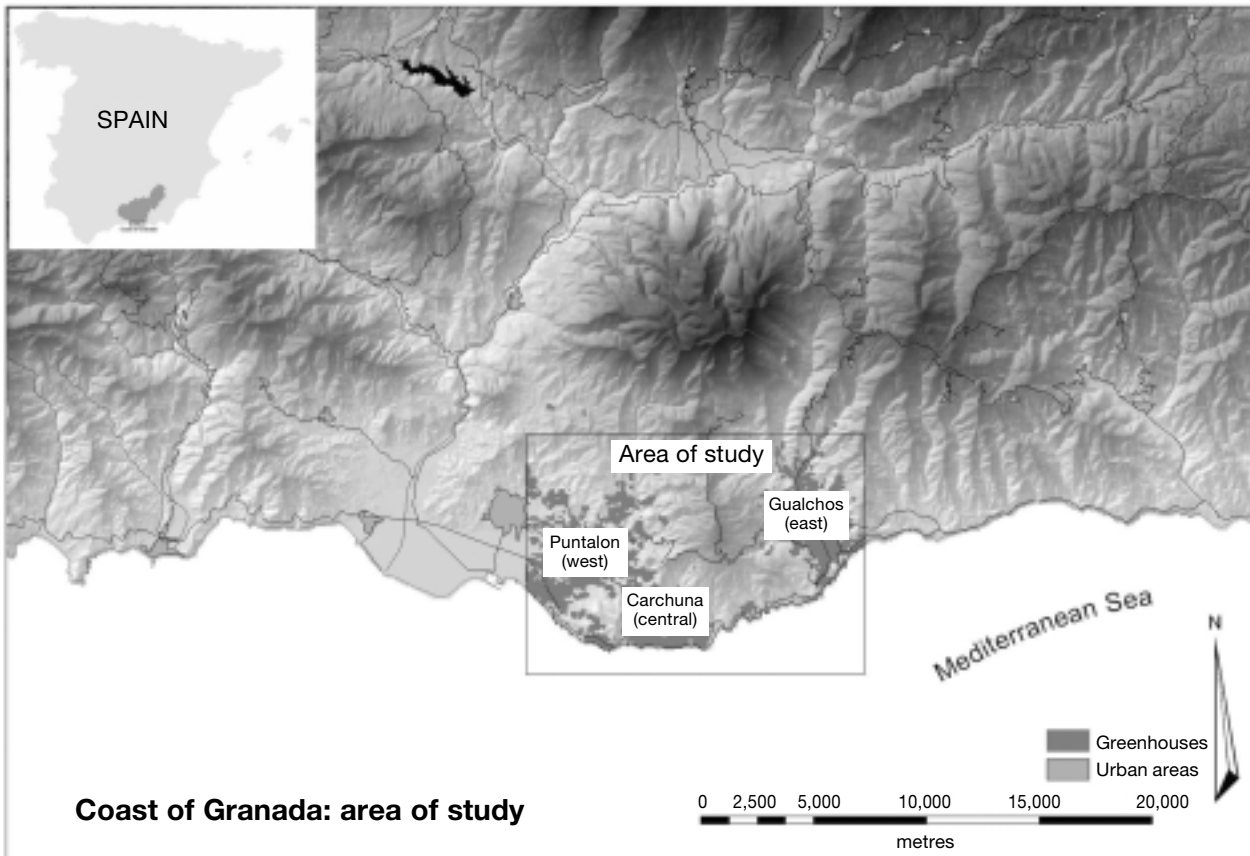 SPAIN
Area of study
Gualchos
(east)
Puntalon
(west)
Carchuna
(central)
Mediterranean Sea
N
Greenhouses
Urban areas
Coast of Granada: area of study
0 2,500 5,000 10,000 15,000 20,000
metres